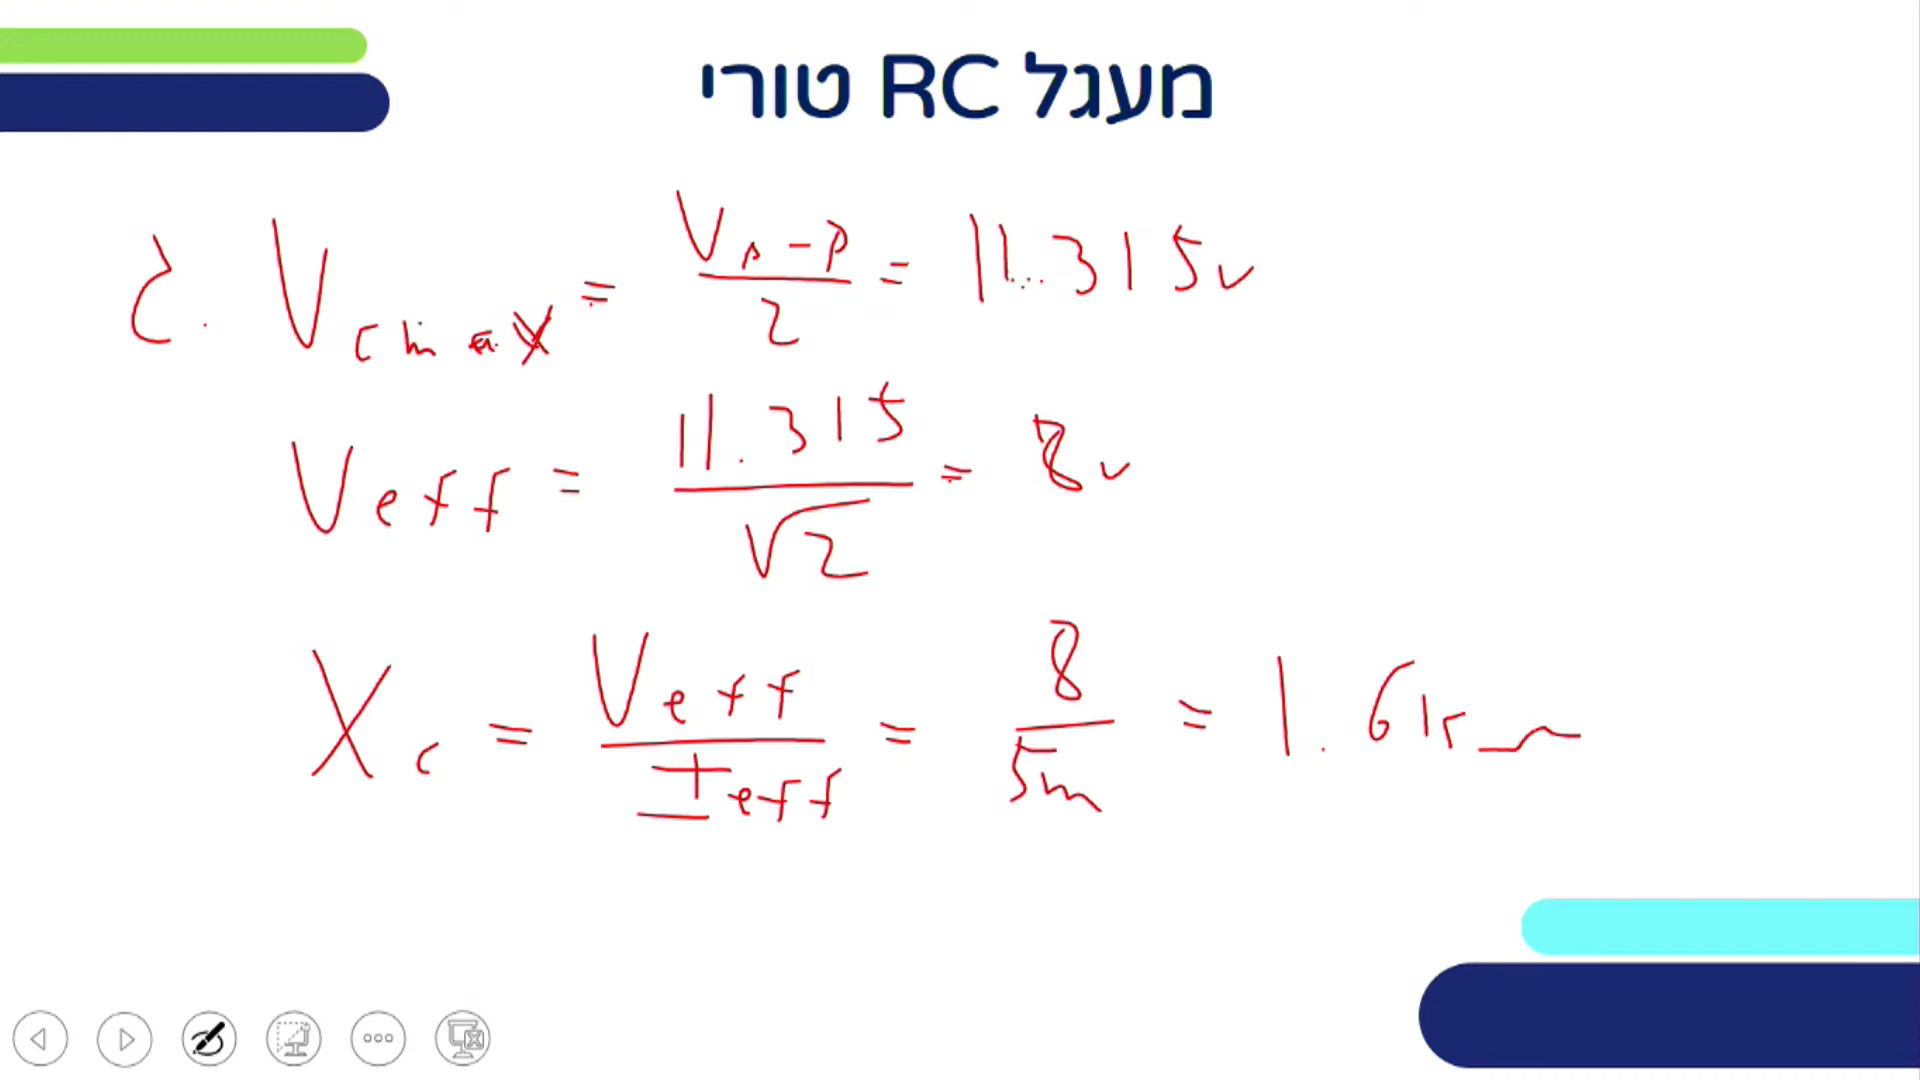 מעגל RC טורי
2. Vcmax = Vp-p / 2 = 11.315v
Veff = 11.315 / √2 = 8v
Xc = Veff / Ieff = 8 / 5m = 1.6kΩ